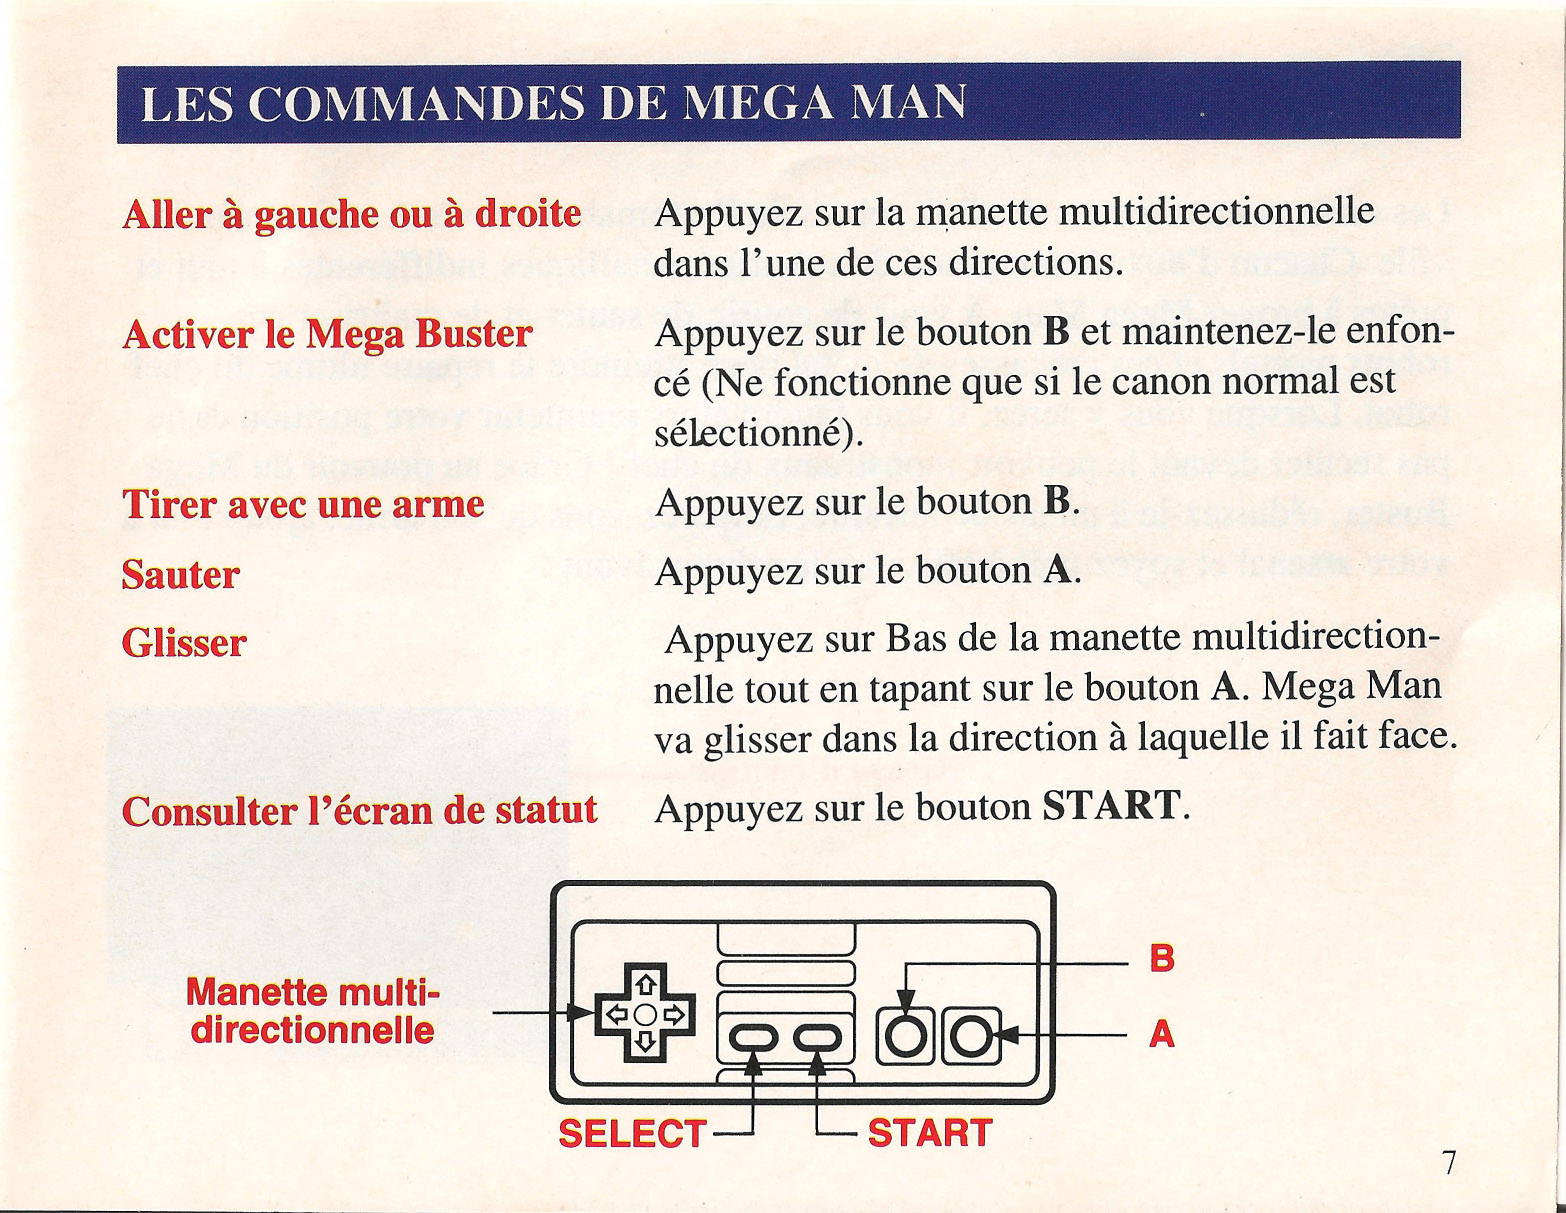 LES COMMANDES DE MEGA MAN
Aller à gauche ou à droite Appuyez sur la manette multidirectionnelle
dans l'une de ces directions.
Activer le Mega Buster Appuyez sur le bouton B et maintenez-le enfon-
cé (Ne fonctionne que si le canon normal est
sélectionné).
Tirer avec une arme Appuyez sur le bouton B.
Sauter Appuyez sur le bouton A.
Glisser Appuyez sur Bas de la manette multidirection-
nelle tout en tapant sur le bouton A. Mega Man
va glisser dans la direction à laquelle il fait face.
Consulter l'écran de statut Appuyez sur le bouton START.
Manette multi-
directionnelle
B
A
SELECT
START
7